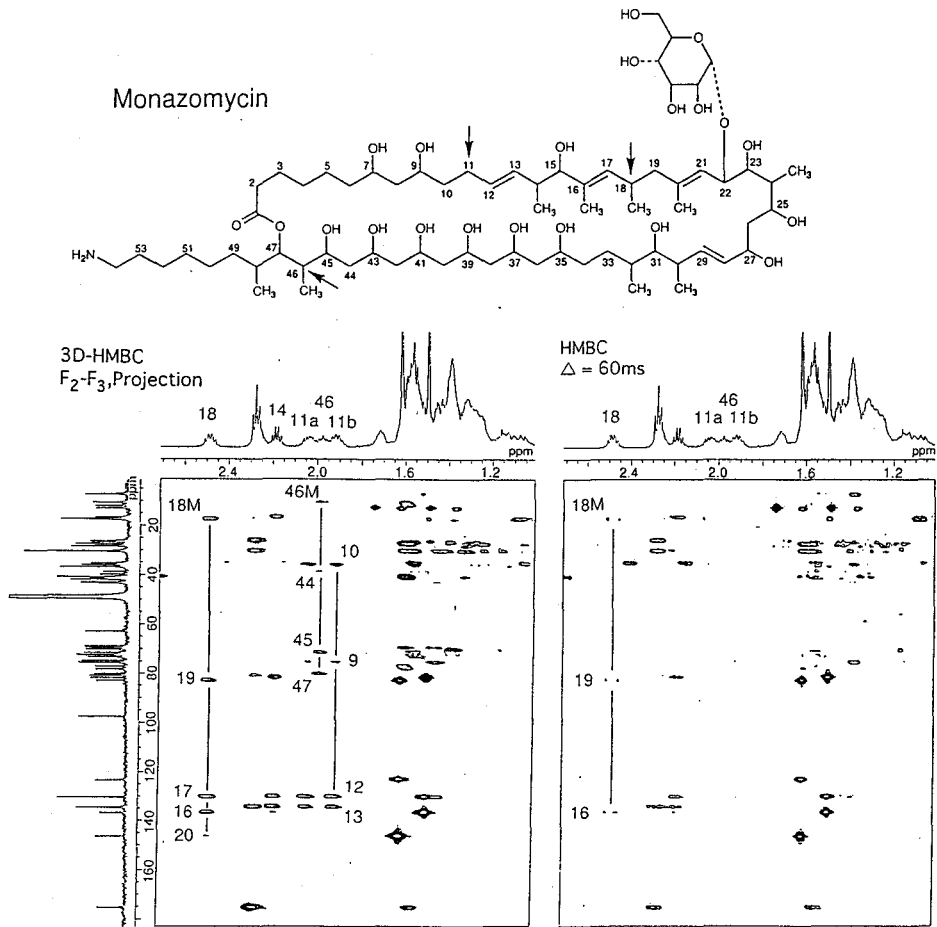 HO
HO
O
OH OH
Monazomycin
OH OH OH O OH
3 5 7 9 11 13 15 17 19 21 23 CH₃
2 10 12 16 18 22 25
CH₃ CH₃ CH₃ CH₃ OH
O
O OH OH OH OH OH OH OH
53 51 49 47 45 43 41 39 37 35 33 31 29 27 OH
H₂N 46 44
CH₃ CH₃ CH₃ CH₃
3D-HMBC
F₂-F₃,Projection
18 14 46
11a 11b
ppm
2.4 2.0 1.6 1.2
HMBC
Δ = 60ms
18 46
11a 11b
ppm
2.4 2.0 1.6 1.2
ppm
20 40 60 80 100 120 140 160
18M 46M
10
44
45
9
19 47
17 12
16 13
20
18M
19
16